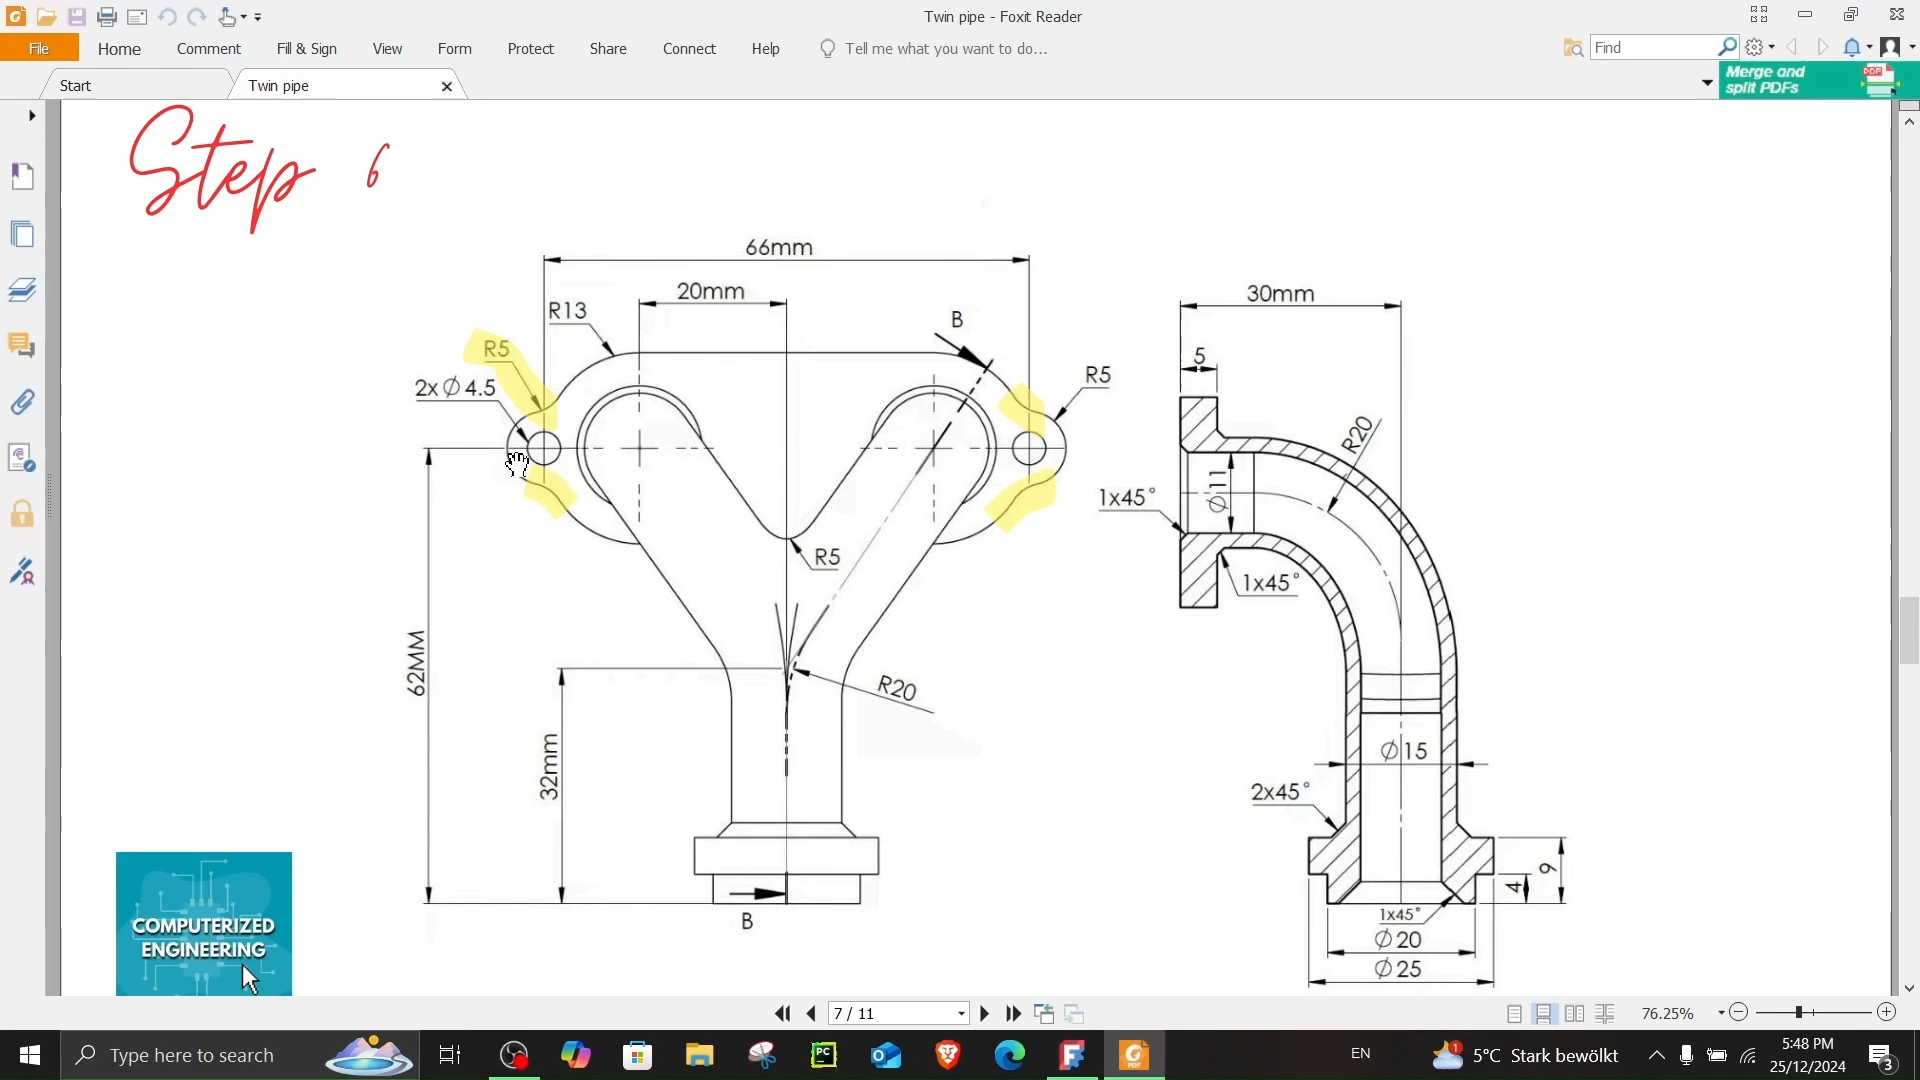 Twin pipe - Foxit Reader
File Home Comment Fill & Sign View Form Protect Share Connect Help Tell me what you want to do... Find
Start Twin pipe
Merge and
split PDFs
PDF
Step 6
66mm
20mm
30mm
R13
B
R5
5
R5
2x Ø 4.5
R20
Ø11
1x45°
R5
1x45°
62MM
R20
32mm
Ø15
2x45°
9
4
B
1x45°
Ø20
Ø25
COMPUTERIZED
ENGINEERING
7 / 11
76.25%
Type here to search
PC
EN
1
5°C Stark bewölkt
5:48 PM
25/12/2024
3